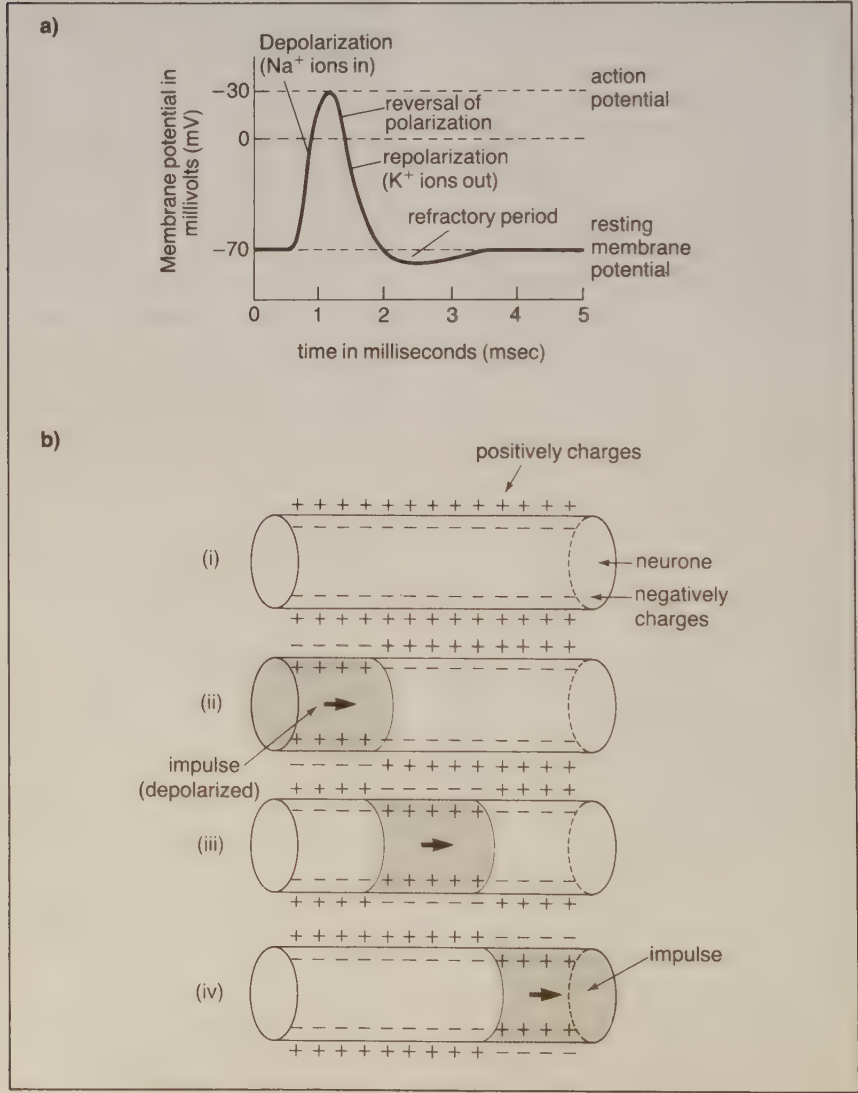 a)
Depolarization
(Na+ ions in)
Membrane potential in
millivolts (mV)
−30
0
−70
action
potential
reversal of
polarization
repolarization
(K+ ions out)
refractory period
resting
membrane
potential
0 1 2 3 4 5
time in milliseconds (msec)
b)
positively charges
+ + + + + + + + + + + + +
− − − − − − − − − − − − −
(i)
neurone
negatively
charges
− − − − − − − − − − − − −
+ + + + + + + + + + + + +
− − − − + + + + + + + + +
+ + + + − − − − − − − − −
(ii)
+ + + + − − − − − − − − −
− − − − + + + + + + + + +
impulse
(depolarized)
+ + + + − − − − − + + + +
− − − − + + + + + − − − −
(iii)
− − − − + + + + + − − − −
+ + + + − − − − − + + + +
+ + + + + + + + + − − − −
− − − − − − − − − + + + +
(iv)
impulse
− − − − − − − − − + + + +
+ + + + + + + + + − − − −